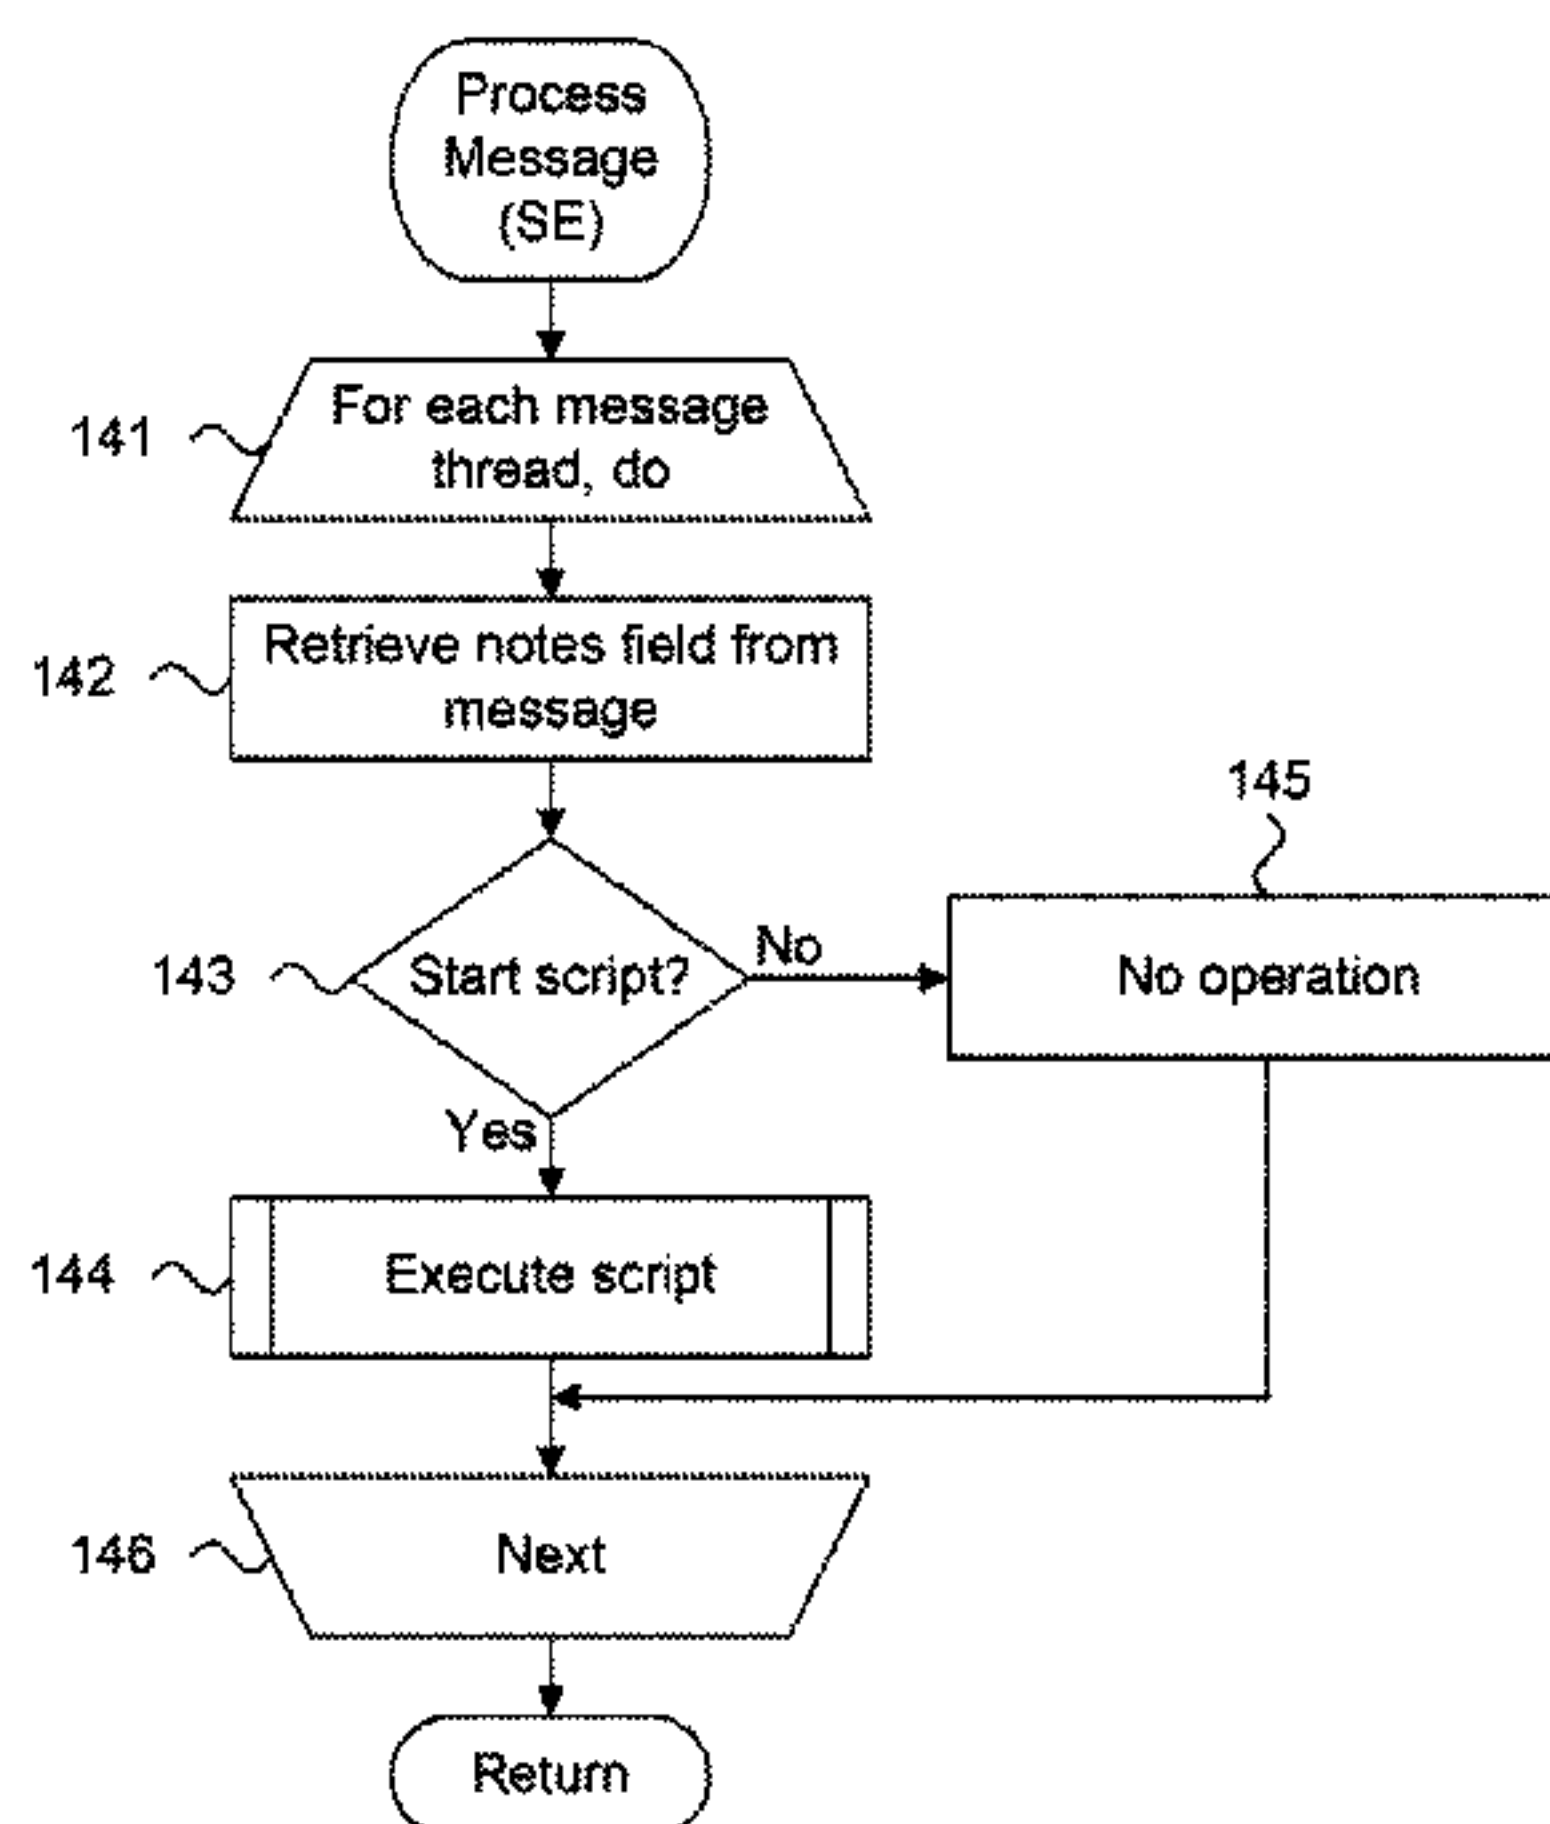 Process
Message
(SE)
141
For each message
thread, do
142
Retrieve notes field from
message
145
143
Start script?
No
No operation
Yes
144
Execute script
146
Next
Return